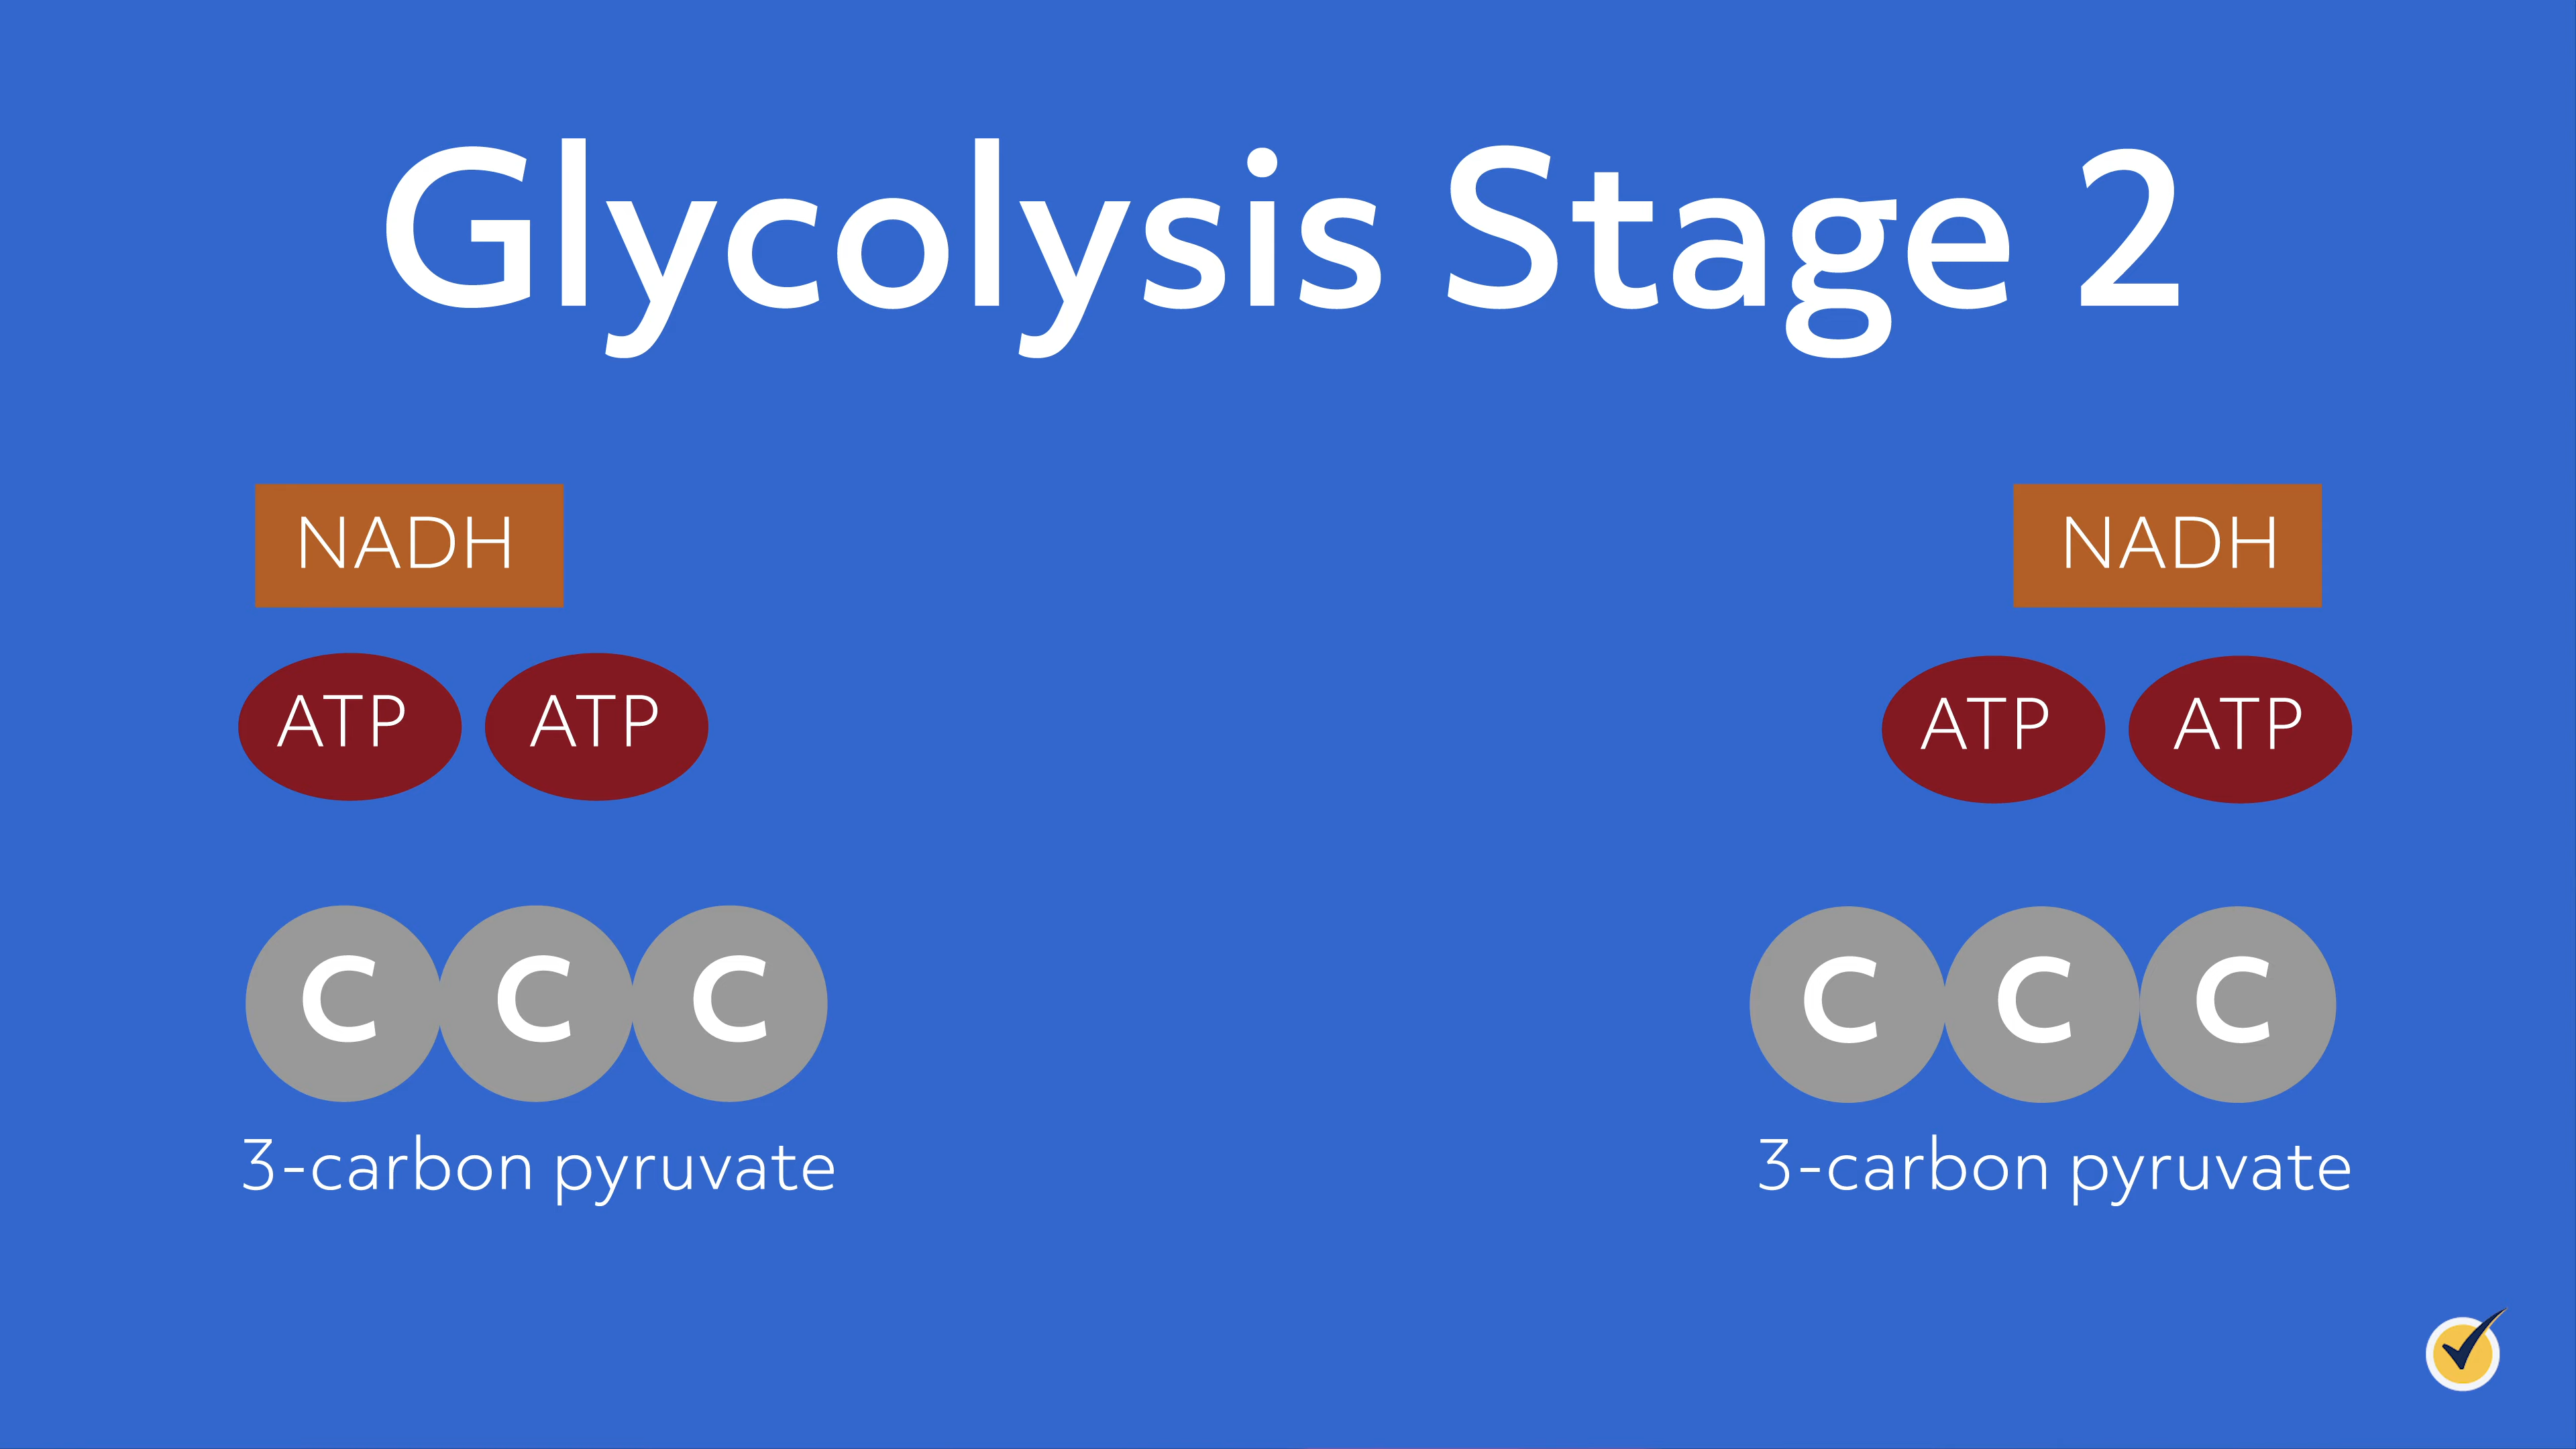 Glycolysis Stage 2
NADH NADH
ATP ATP ATP ATP
C C C C C C
3-carbon pyruvate 3-carbon pyruvate